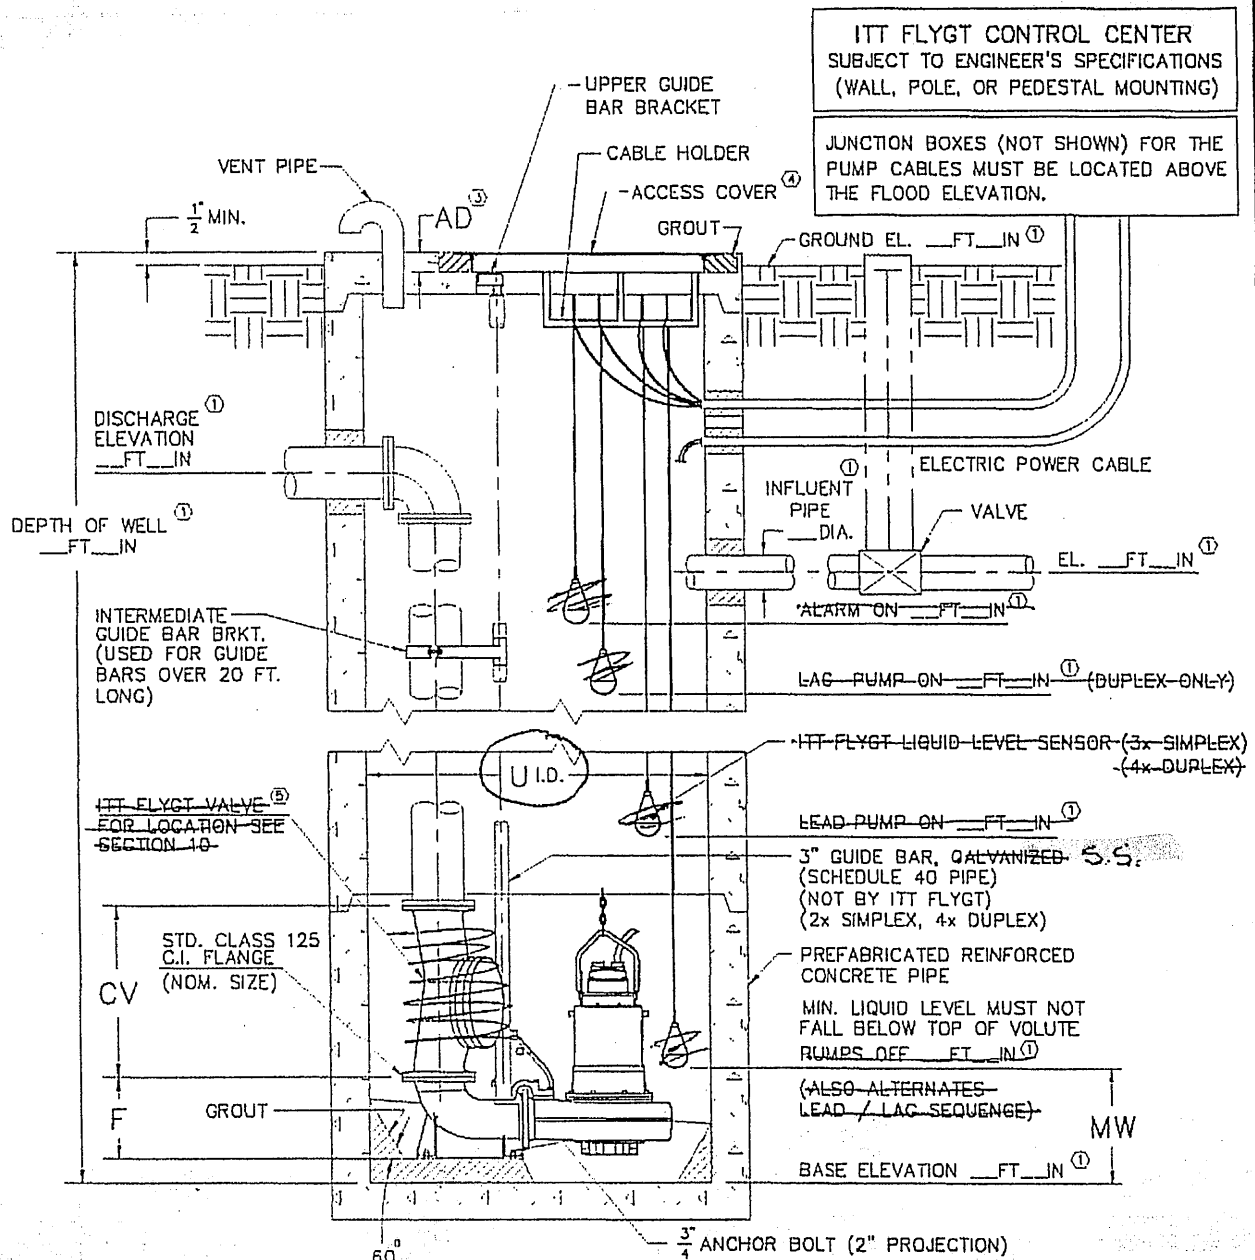 ITT FLYGT CONTROL CENTER
SUBJECT TO ENGINEER'S SPECIFICATIONS
(WALL, POLE, OR PEDESTAL MOUNTING)
JUNCTION BOXES (NOT SHOWN) FOR THE
PUMP CABLES MUST BE LOCATED ABOVE
THE FLOOD ELEVATION.
UPPER GUIDE
BAR BRACKET
CABLE HOLDER
VENT PIPE
ACCESS COVER ④
1/2" MIN.
AD ③
GROUT
GROUND EL. __FT__IN ①
DISCHARGE ①
ELEVATION
__FT__IN
ELECTRIC POWER CABLE
INFLUENT ①
PIPE
__DIA.
VALVE
DEPTH OF WELL ①
__FT__IN
EL. __FT__IN ①
ALARM ON __FT__IN ①
INTERMEDIATE
GUIDE BAR BRKT.
(USED FOR GUIDE
BARS OVER 20 FT.
LONG)
LAG PUMP ON __FT__IN ① (DUPLEX ONLY)
ITT FLYGT LIQUID LEVEL SENSOR (3x SIMPLEX)
(4x DUPLEX)
U I.D.
ITT FLYGT VALVE ⑤
FOR LOCATION SEE
SECTION 10
LEAD PUMP ON __FT__IN ①
3" GUIDE BAR, GALVANIZED S.S.
(SCHEDULE 40 PIPE)
(NOT BY ITT FLYGT)
(2x SIMPLEX, 4x DUPLEX)
STD. CLASS 125
C.I. FLANGE
(NOM. SIZE)
CV
PREFABRICATED REINFORCED
CONCRETE PIPE
MIN. LIQUID LEVEL MUST NOT
FALL BELOW TOP OF VOLUTE
PUMPS OFF __FT__IN ①
(ALSO ALTERNATES
LEAD / LAG SEQUENCE)
F
GROUT
MW
BASE ELEVATION __FT__IN ①
60°
3/4" ANCHOR BOLT (2" PROJECTION)